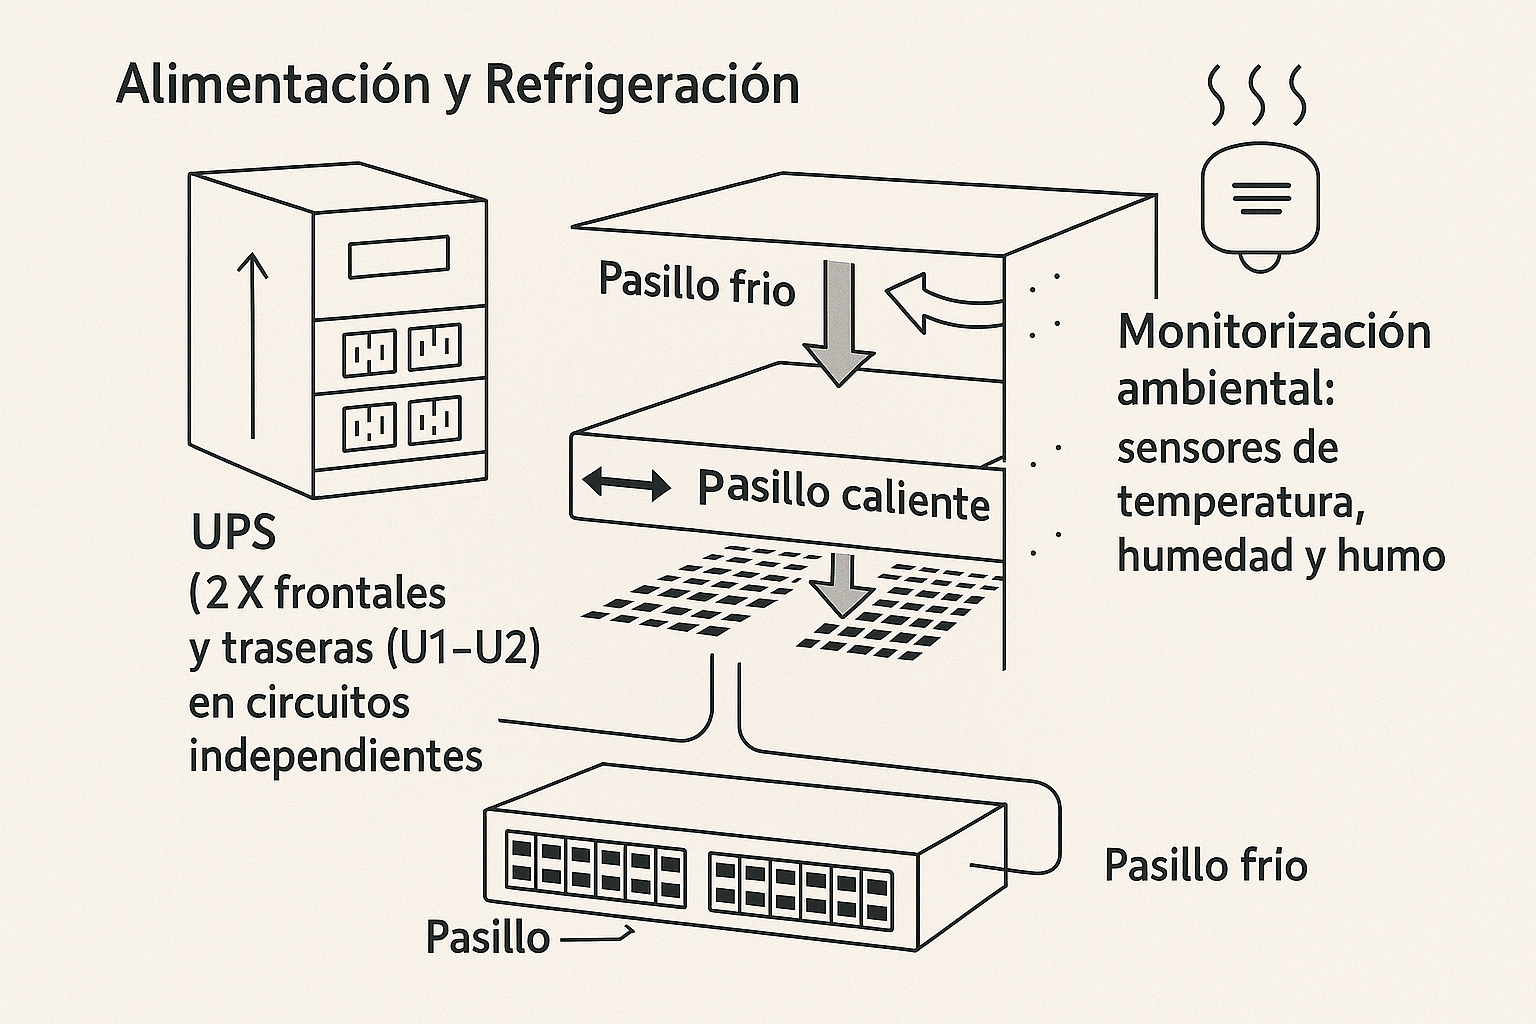 Alimentación y Refrigeración
Pasillo frio
Pasillo caliente
Monitorización
ambiental:
sensores de
temperatura,
humedad y humo
UPS
(2 X frontales
y traseras (U1–U2)
en circuitos
independientes
Pasillo frio
Pasillo